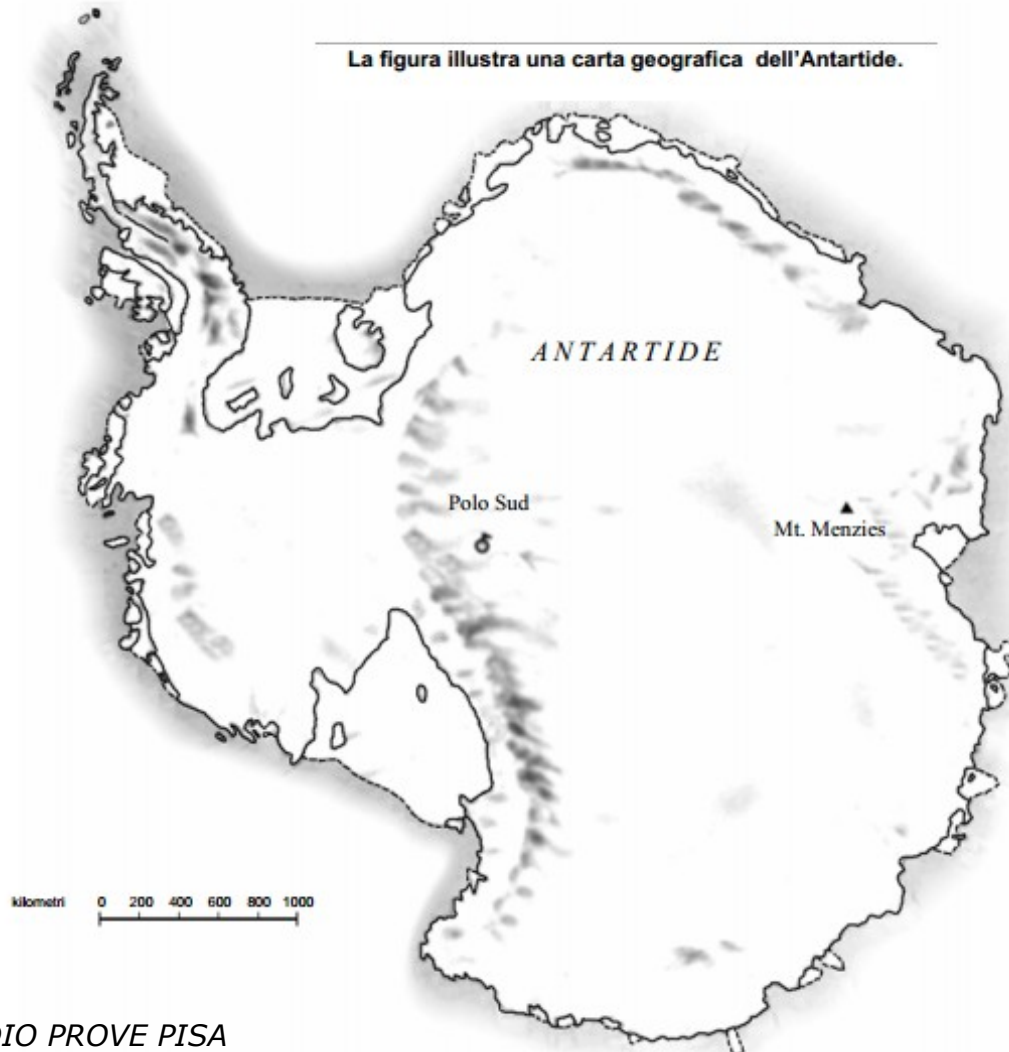 La figura illustra una carta geografica dell'Antartide.
ANTARTIDE
Polo Sud
Mt. Menzies
kilometri 0 200 400 600 800 1000
PROVE PISA